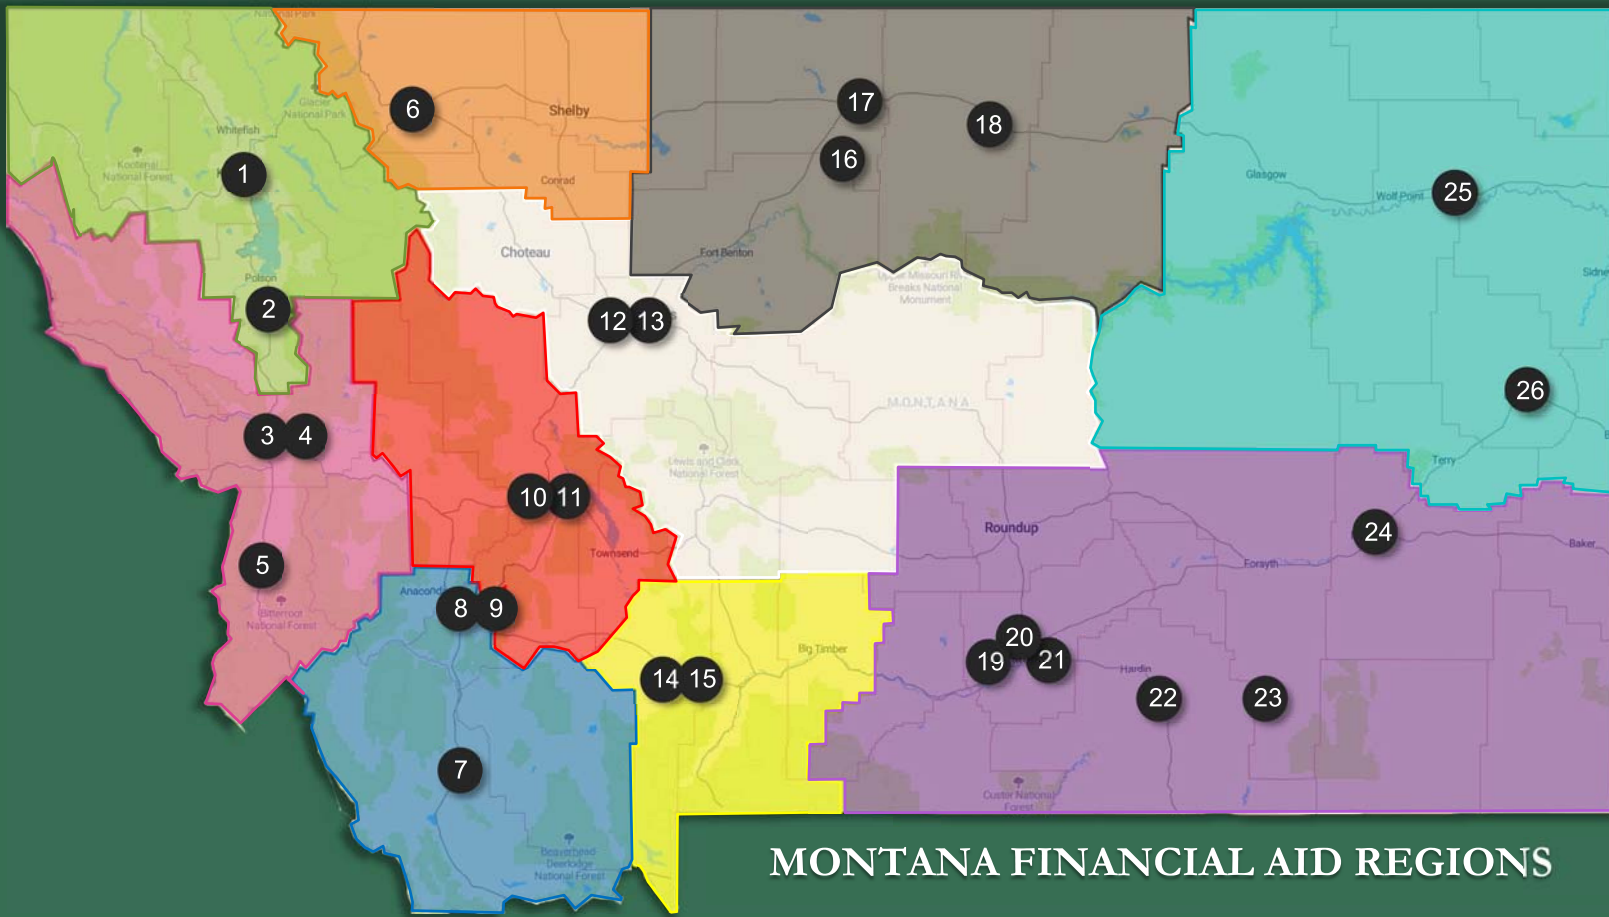 National Park
6
Shelby
17
18
Glacier
National Park
Whitefish
16
Kootenai
National Forest
1
Conrad
Glasgow
Wolf Point
25
Choteau
Fort Benton
Polson
Upper Missouri
Breaks National
Monument
2
12 13
26
MONTANA
3 4
Lewis and Clark
National Forest
Terry
10 11
Roundup
24
Baker
Townsend
Forsyth
5
Anaconda
8 9
Bitterroot
National Forest
20
Big Timber
19 21
Hardin
14 15
22 23
7
Custer National
Forest
Beaverhead
Deerlodge
National Forest
MONTANA FINANCIAL AID REGIONS